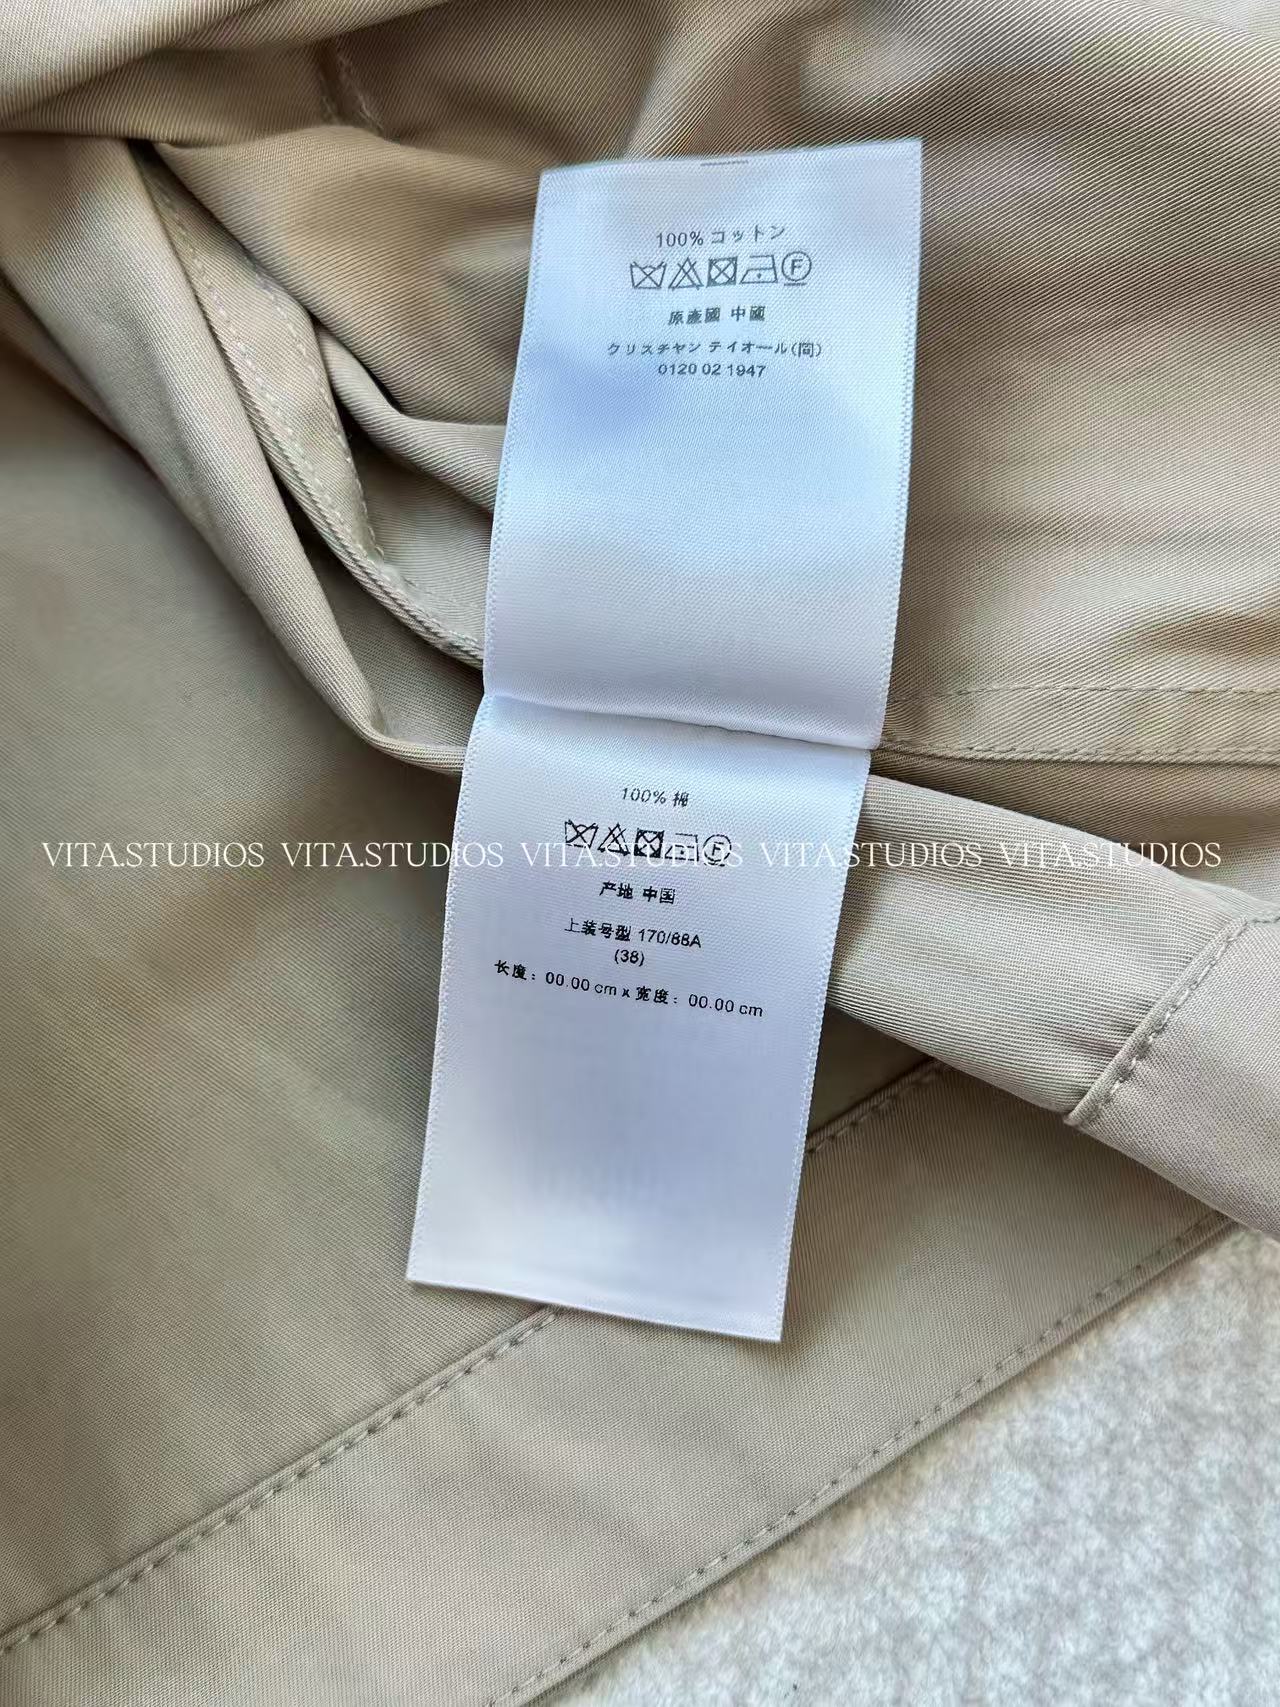 100% コットン
原產國 中國
クリスチヤン デイオール(同)
0120 02 1947
100% 棉
VITA.STUDIOS VITA.STUDIOS VITA.STUDIOS VITA.STUDIOS VITA.STUDIOS
产地 中国
上装号型 170/88A
(38)
长度：00.00 cm x 宽度：00.00 cm